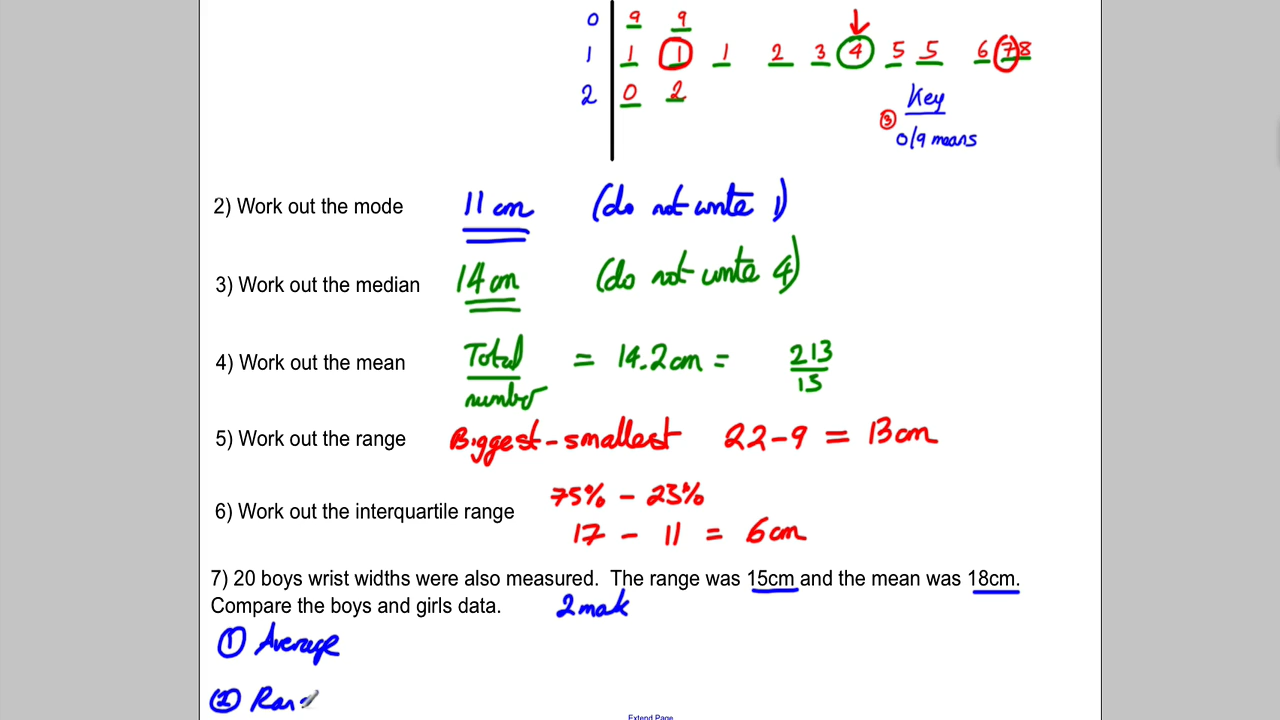 0 9 9
1 1 1 1 2 3 4 5 5 6 7 8
2 0 2
Key
3
0/9 means
2) Work out the mode 11 cm (do not write 1)
3) Work out the median 14 cm (do not write 4)
4) Work out the mean Total number = 14.2cm = 213 15
5) Work out the range Biggest - smallest 22 - 9 = 13cm
75% - 25%
6) Work out the interquartile range
17 - 11 = 6cm
7) 20 boys wrist widths were also measured. The range was 15cm and the mean was 18cm.
Compare the boys and girls data. 2 mark
1 Average
2 Ran
Extend Page